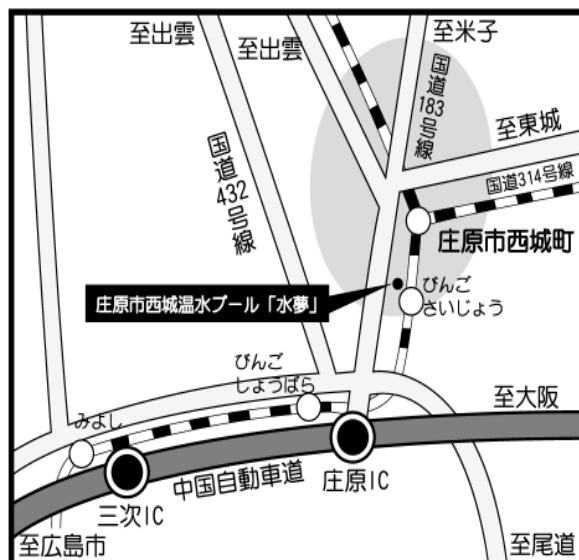 至出雲
至出雲
至米子
国道183号線
至東城
国道432号線
国道314号線
庄原市西城町
庄原市西城温水プール「水夢」
びんご
さいじょう
びんご
しょうばら
みよし
至大阪
中国自動車道
庄原IC
三次IC
至広島市
至尾道